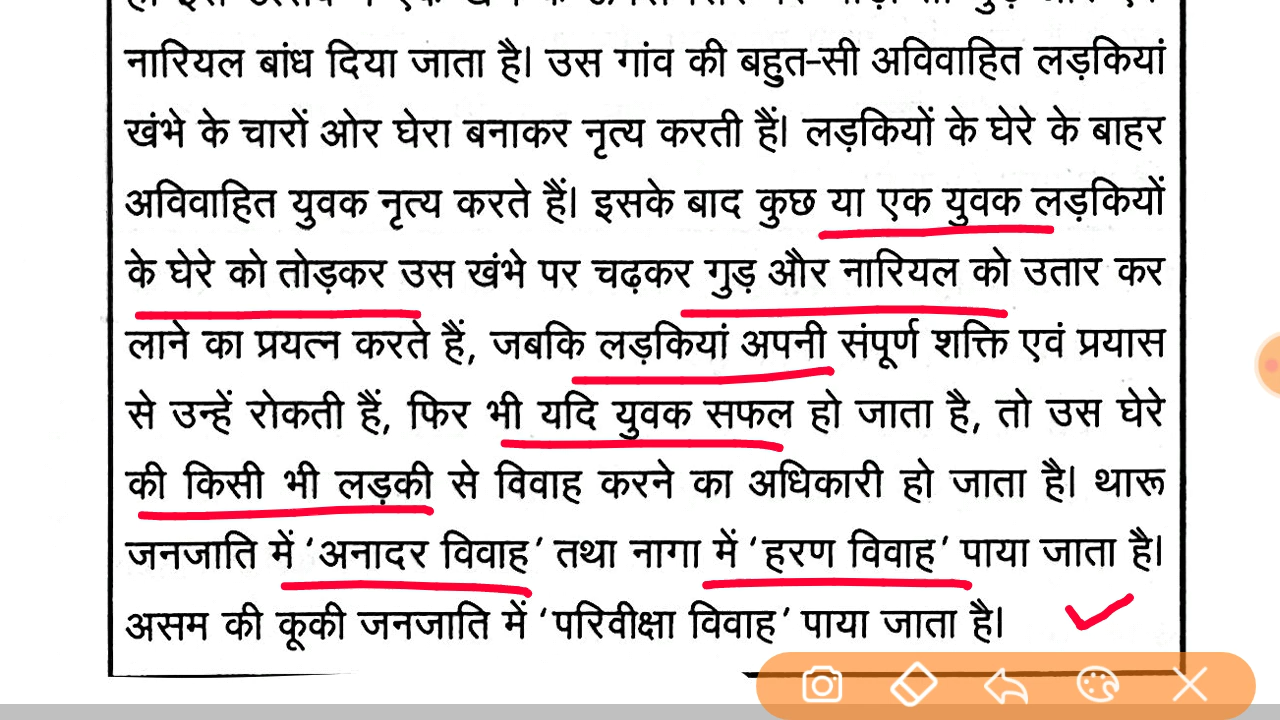 नारियल बांध दिया जाता है। उस गांव की बहुत-सी अविवाहित लड़कियां
खंभे के चारों ओर घेरा बनाकर नृत्य करती हैं। लड़कियों के घेरे के बाहर
अविवाहित युवक नृत्य करते हैं। इसके बाद कुछ या एक युवक लड़कियों
के घेरे को तोड़कर उस खंभे पर चढ़कर गुड़ और नारियल को उतार कर
लाने का प्रयत्न करते हैं, जबकि लड़कियां अपनी संपूर्ण शक्ति एवं प्रयास
से उन्हें रोकती हैं, फिर भी यदि युवक सफल हो जाता है, तो उस घेरे
की किसी भी लड़की से विवाह करने का अधिकारी हो जाता है। थारू
जनजाति में ‘अनादर विवाह’ तथा नागा में ‘हरण विवाह’ पाया जाता है।
असम की कूकी जनजाति में ‘परिवीक्षा विवाह’ पाया जाता है।